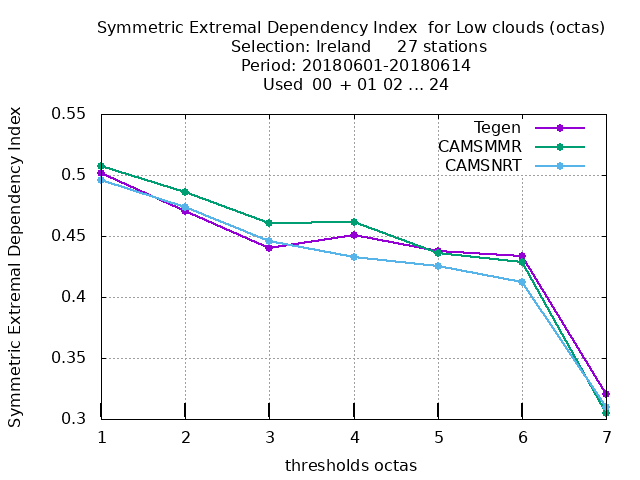 Symmetric Extremal Dependency Index  for Low clouds (octas)
Selection: Ireland     27 stations
Period: 20180601-20180614
Used  00 + 01 02 ... 24
Symmetric Extremal Dependency Index
0.55
0.5
0.45
0.4
0.35
0.3
Tegen
CAMSMMR
CAMSNRT
1 2 3 4 5 6 7
thresholds octas